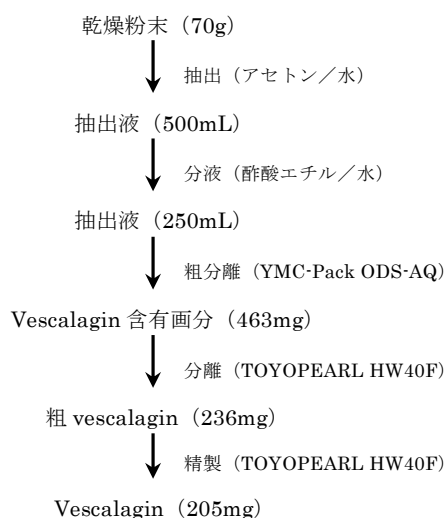 乾燥粉末（70g）
抽出（アセトン／水）
抽出液（500mL）
分液（酢酸エチル／水）
抽出液（250mL）
粗分離（YMC-Pack ODS-AQ）
Vescalagin 含有画分（463mg）
分離（TOYOPEARL HW40F）
粗 vescalagin（236mg）
精製（TOYOPEARL HW40F）
Vescalagin（205mg）